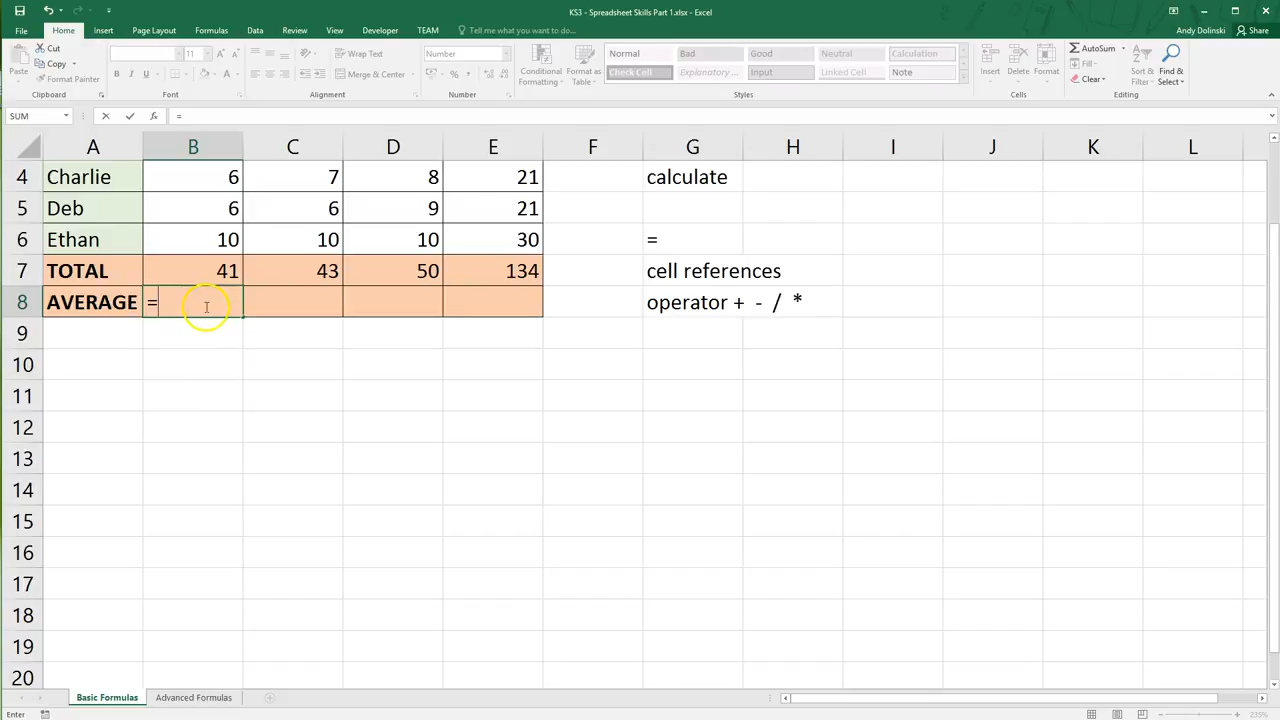 KS3 - Spreadsheet Skills Part 1.xlsx - Excel
File Home Insert Page Layout Formulas Data Review View Developer TEAM Tell me what you want to do... Andy Dolinski Share
Paste Cut Copy Format Painter
11
B I U A A A
Wrap Text
Merge & Center
Number
%
Conditional Formatting
Format as Table
Normal Bad Good Neutral Calculation
Check Cell Explanary ... Input Linked Cell Note
Insert Delete Format
AutoSum
Fill
Clear
Sort & Filter
Find & Select
Clipboard Font Alignment Number Styles Cells Editing
SUM fx =
A B C D E F G H I J K L
4 Charlie 6 7 8 21 calculate
5 Deb 6 6 9 21
6 Ethan 10 10 10 30 =
7 TOTAL 41 43 50 134 cell references
8 AVERAGE = operator + - / *
9
10
11
12
13
14
15
16
17
18
19
20
Basic Formulas Advanced Formulas
Enter 235%